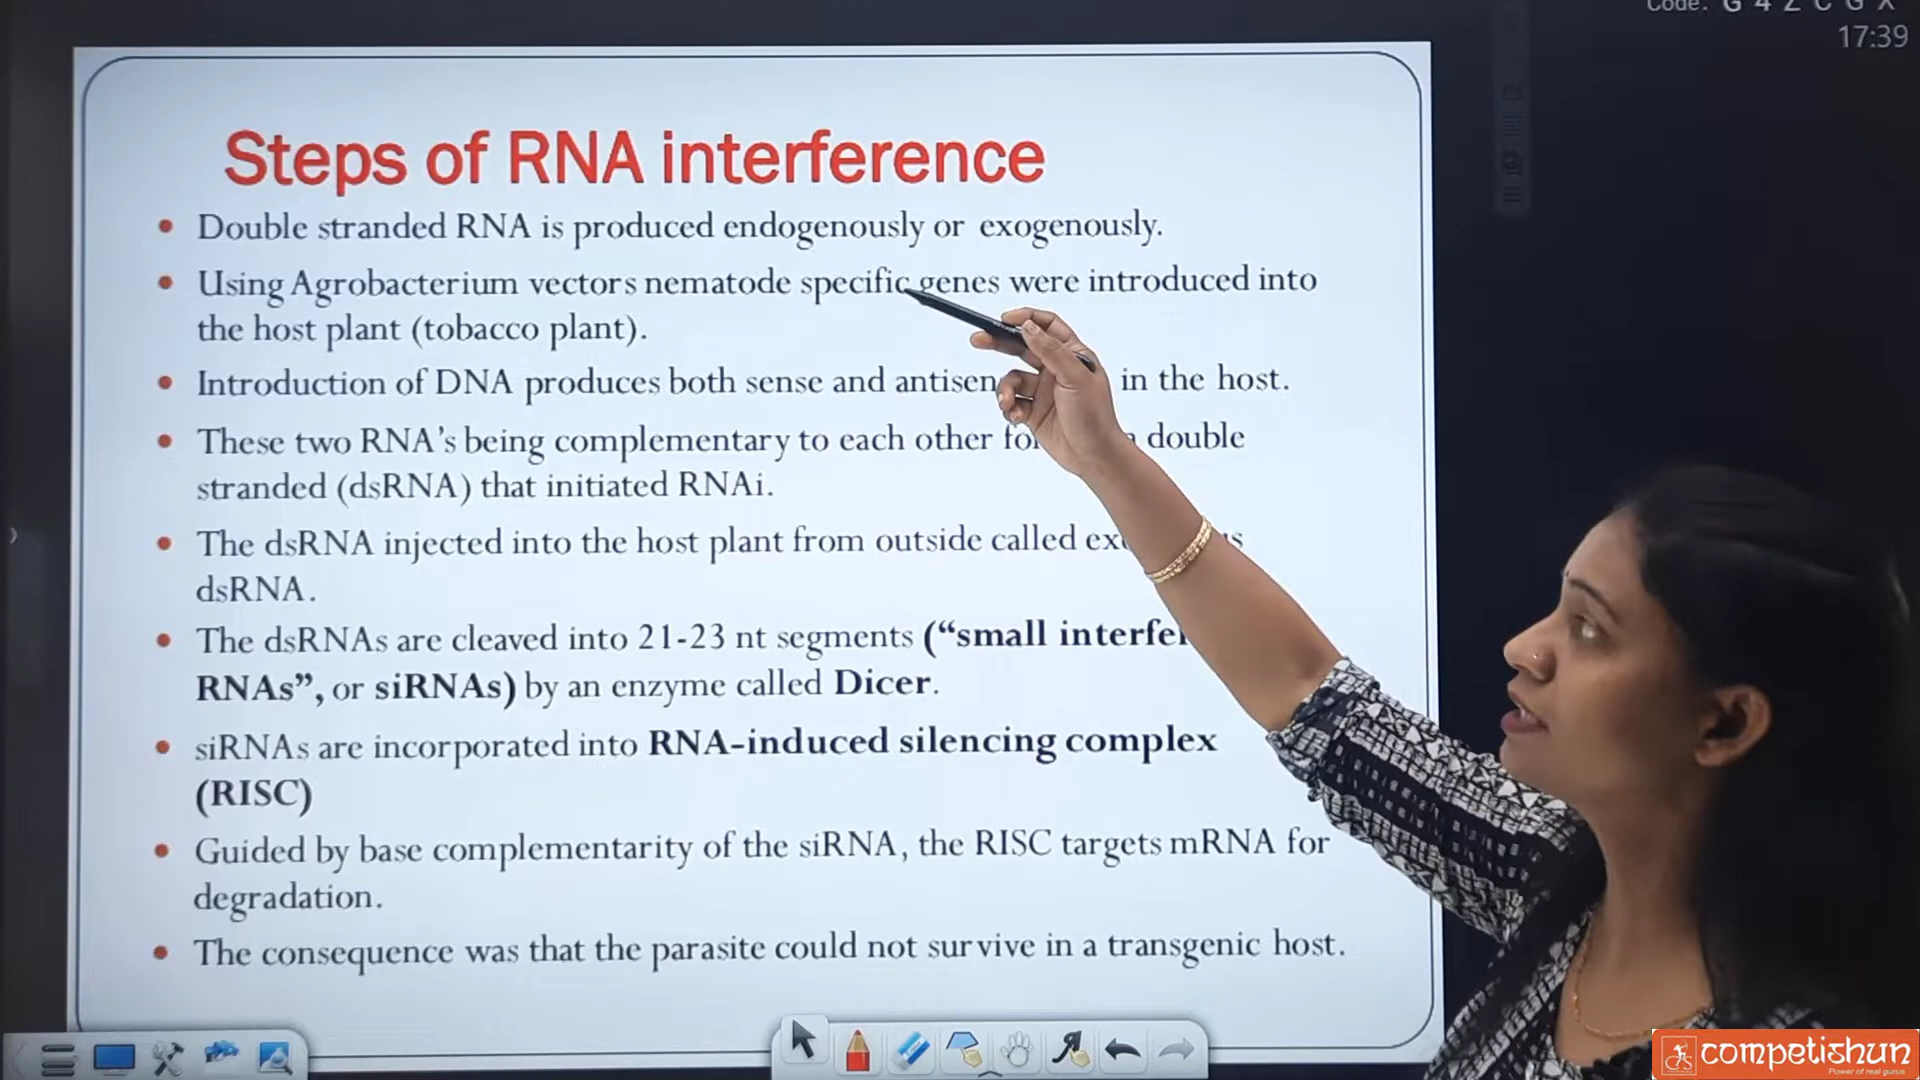 Code: G 4 Z C G X
17:39
Steps of RNA interference
• Double stranded RNA is produced endogenously or exogenously.
• Using Agrobacterium vectors nematode specific genes were introduced into
the host plant (tobacco plant).
• Introduction of DNA produces both sense and antisen in the host.
• These two RNA's being complementary to each other double
stranded (dsRNA) that initiated RNAi.
• The dsRNA injected into the host plant from outside called
dsRNA.
• The dsRNAs are cleaved into 21-23 nt segments ("small interfe
RNAs", or siRNAs) by an enzyme called Dicer.
• siRNAs are incorporated into RNA-induced silencing complex
(RISC)
• Guided by base complementarity of the siRNA, the RISC targets mRNA for
degradation.
• The consequence was that the parasite could not survive in a transgenic host.
competishun
Power of real gurus